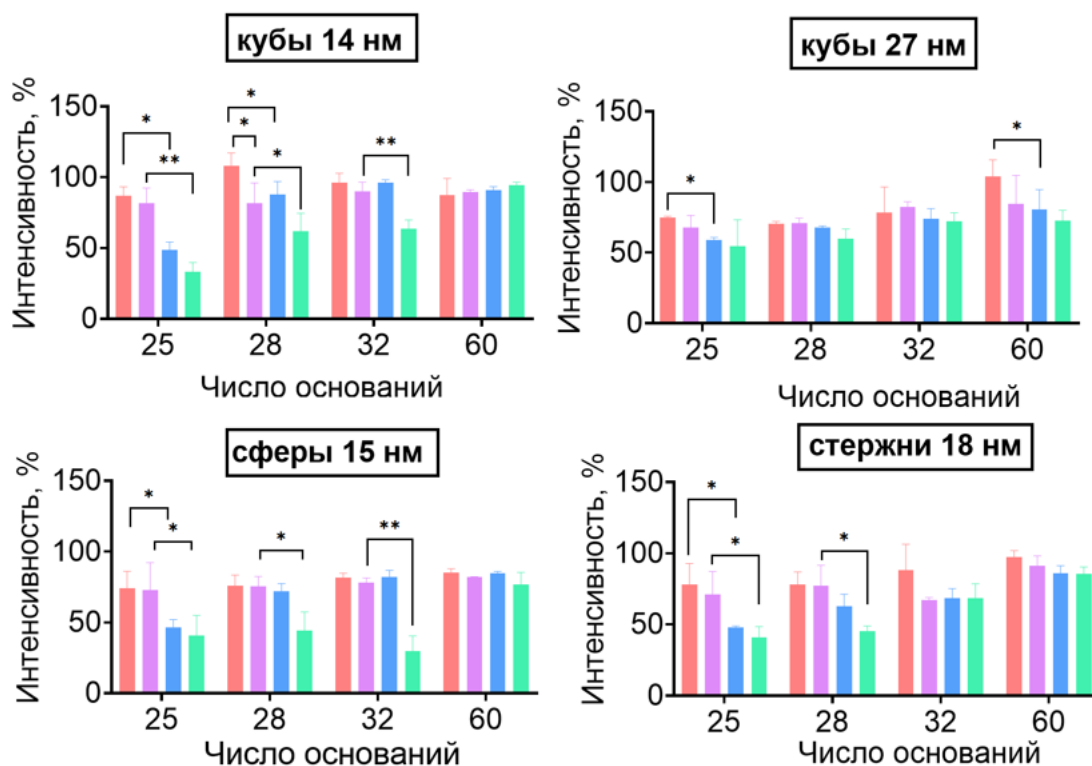 кубы 14 нм
Интенсивность, %
150
100
50
0
* ** * * * **
25 28 32 60
Число оснований
кубы 27 нм
Интенсивность, %
150
100
50
0
* *
25 28 32 60
Число оснований
сферы 15 нм
Интенсивность, %
150
100
50
0
* * * **
25 28 32 60
Число оснований
стержни 18 нм
Интенсивность, %
150
100
50
0
* * *
25 28 32 60
Число оснований